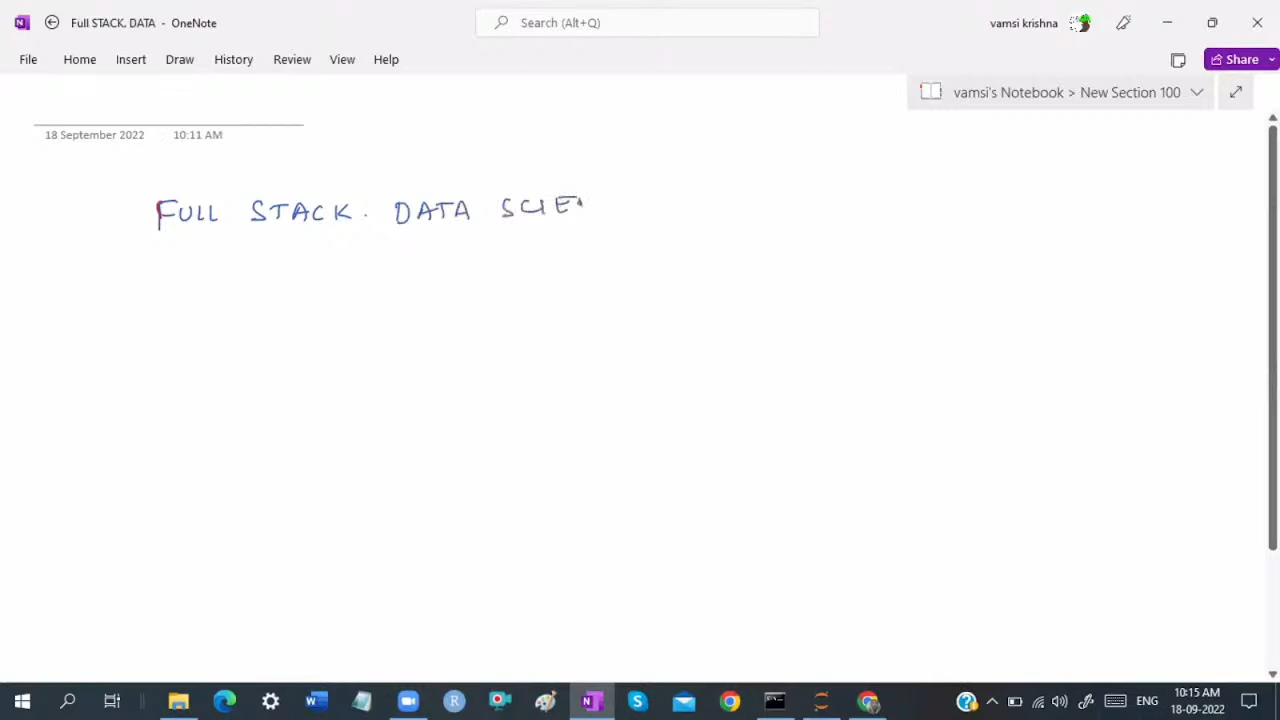 Full STACK, DATA - OneNote
Search (Alt+Q)
vamsi krishna
File Home Insert Draw History Review View Help
Share
vamsi's Notebook > New Section 100
18 September 2022 10:11 AM
FULL STACK. DATA SCIE
ENG
10:15 AM
18-09-2022